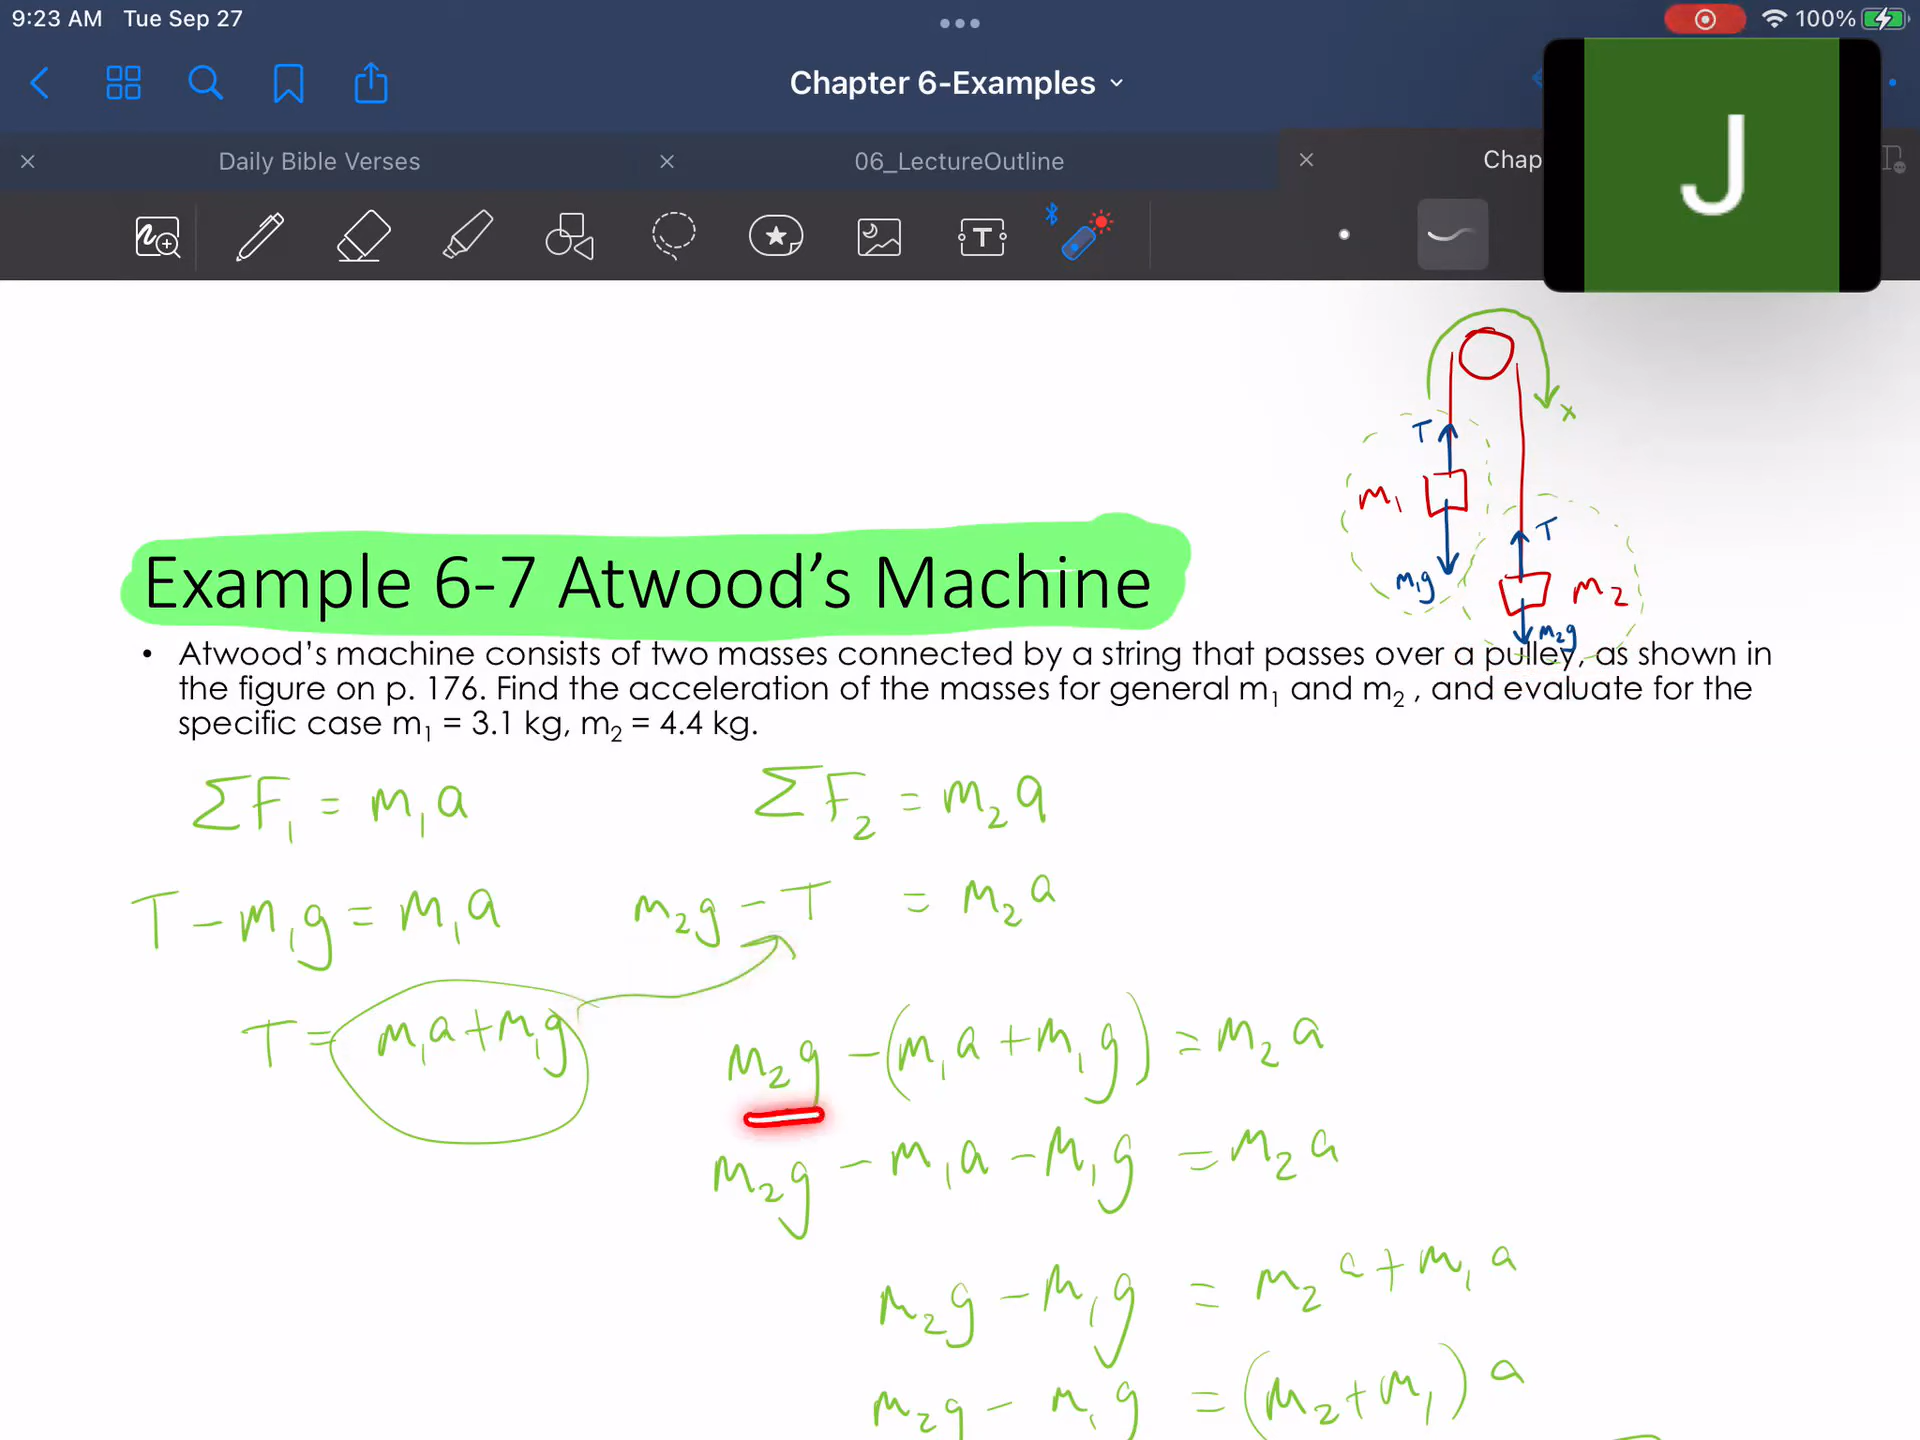 9:23 AM Tue Sep 27
100%
Chapter 6-Examples
Daily Bible Verses
06_LectureOutline
Chap
J
x
T
m₁
m₁g
T
m₂
m₂g
Example 6-7 Atwood’s Machine
• Atwood’s machine consists of two masses connected by a string that passes over a pulley, as shown in
the figure on p. 176. Find the acceleration of the masses for general m₁ and m₂ , and evaluate for the
specific case m₁ = 3.1 kg, m₂ = 4.4 kg.
ΣF₁ = m₁a
ΣF₂ = m₂a
T – m₁g = m₁a
m₂g – T = m₂a
T = m₁a + m₁g
m₂g – (m₁a + m₁g) = m₂a
m₂g – m₁a – m₁g = m₂a
m₂g – m₁g = m₂a + m₁a
m₂g – m₁g = (m₂ + m₁) a